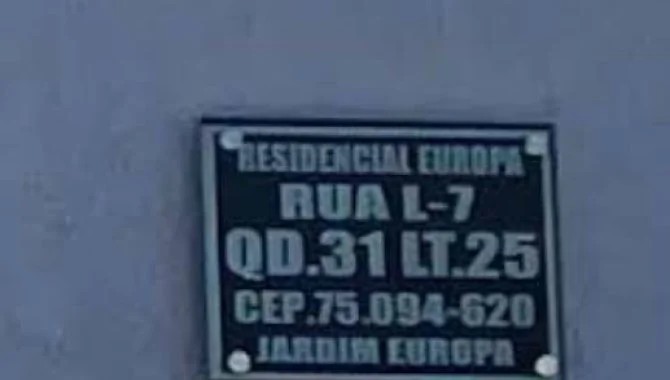 RESIDENCIAL EUROPA
RUA L-7
QD.31 LT.25
CEP.75.094-620
JARDIM EUROPA